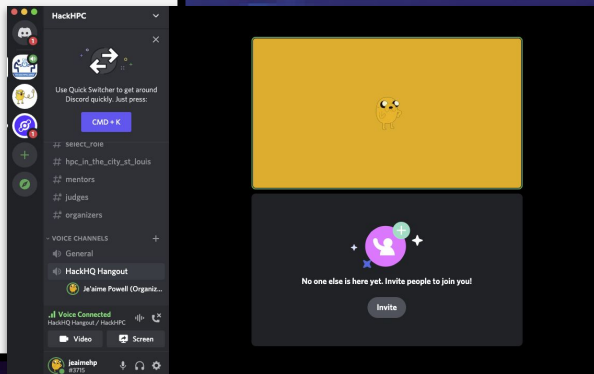 HackHPC
1
Use Quick Switcher to get around
Discord quickly. Just press:
CMD + K
1
select_role
hpc_in_the_city_st_louis
mentors
judges
organizers
VOICE CHANNELS
General
HackHQ Hangout
Je'aime Powell (Organiz...
Voice Connected
HackHQ Hangout / HackHPC
Video
Screen
jeaimehp
#3715
No one else is here yet. Invite people to join you!
Invite